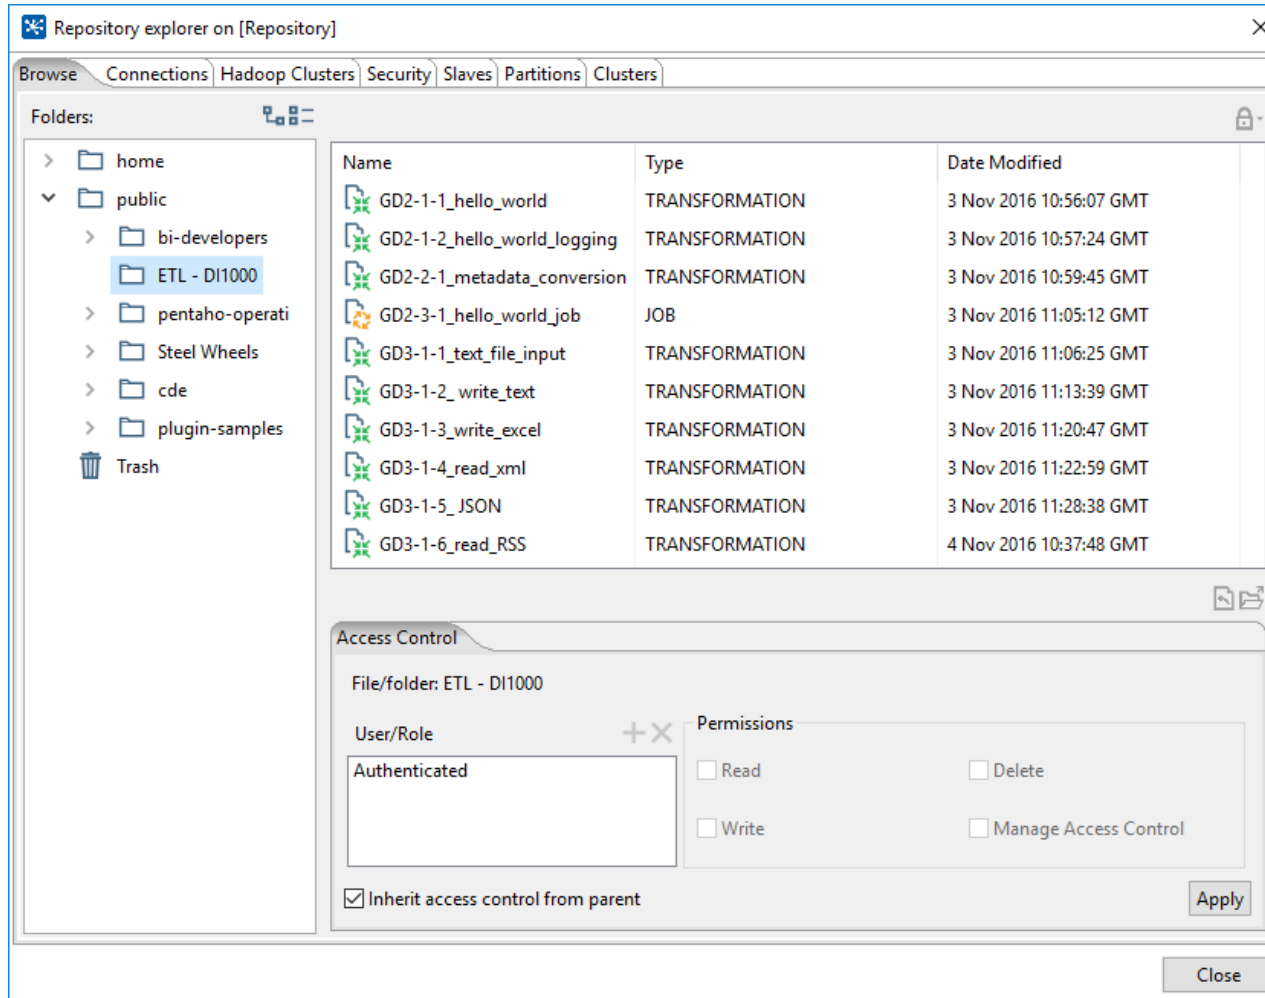 Repository explorer on [Repository]
Browse Connections Hadoop Clusters Security Slaves Partitions Clusters
Folders:
home
public
bi-developers
ETL - DI1000
pentaho-operati
Steel Wheels
cde
plugin-samples
Trash
Name Type Date Modified
GD2-1-1_hello_world TRANSFORMATION 3 Nov 2016 10:56:07 GMT
GD2-1-2_hello_world_logging TRANSFORMATION 3 Nov 2016 10:57:24 GMT
GD2-2-1_metadata_conversion TRANSFORMATION 3 Nov 2016 10:59:45 GMT
GD2-3-1_hello_world_job JOB 3 Nov 2016 11:05:12 GMT
GD3-1-1_text_file_input TRANSFORMATION 3 Nov 2016 11:06:25 GMT
GD3-1-2_ write_text TRANSFORMATION 3 Nov 2016 11:13:39 GMT
GD3-1-3_write_excel TRANSFORMATION 3 Nov 2016 11:20:47 GMT
GD3-1-4_read_xml TRANSFORMATION 3 Nov 2016 11:22:59 GMT
GD3-1-5_ JSON TRANSFORMATION 3 Nov 2016 11:28:38 GMT
GD3-1-6_read_RSS TRANSFORMATION 4 Nov 2016 10:37:48 GMT
Access Control
File/folder: ETL - DI1000
User/Role
Authenticated
Permissions
Read Delete
Write Manage Access Control
Inherit access control from parent
Apply
Close